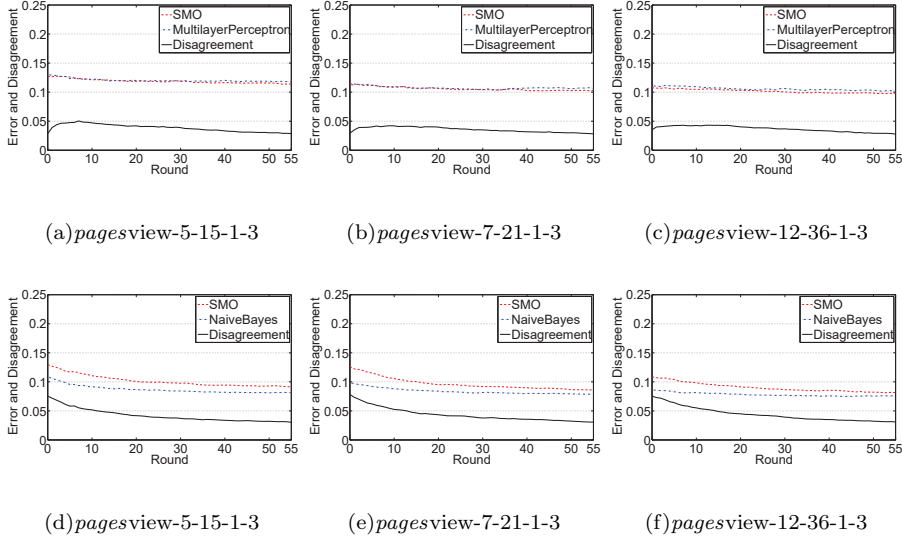 0.25
0.2
0.15
0.1
0.05
0
Error and Disagreement
SMO
MultilayerPerceptron
Disagreement
0 10 20 30 40 50 55
Round
(a)pagesview-5-15-1-3
0.25
0.2
0.15
0.1
0.05
0
Error and Disagreement
SMO
MultilayerPerceptron
Disagreement
0 10 20 30 40 50 55
Round
(b)pagesview-7-21-1-3
0.25
0.2
0.15
0.1
0.05
0
Error and Disagreement
SMO
MultilayerPerceptron
Disagreement
0 10 20 30 40 50 55
Round
(c)pagesview-12-36-1-3
0.25
0.2
0.15
0.1
0.05
0
Error and Disagreement
SMO
NaiveBayes
Disagreement
0 10 20 30 40 50 55
Round
(d)pagesview-5-15-1-3
0.25
0.2
0.15
0.1
0.05
0
Error and Disagreement
SMO
NaiveBayes
Disagreement
0 10 20 30 40 50 55
Round
(e)pagesview-7-21-1-3
0.25
0.2
0.15
0.1
0.05
0
Error and Disagreement
SMO
NaiveBayes
Disagreement
0 10 20 30 40 50 55
Round
(f)pagesview-12-36-1-3